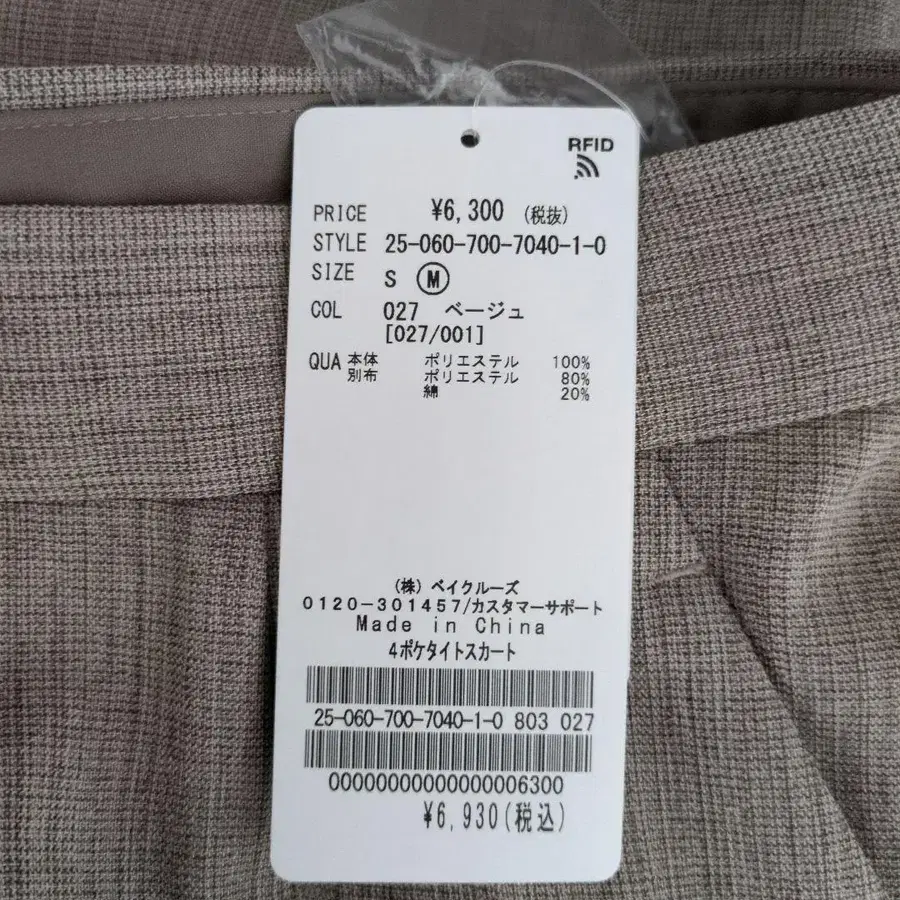 RFID
PRICE ¥6,300 (税抜)
STYLE 25-060-700-7040-1-0
SIZE S Ⓜ
COL 027 ベージュ
[027/001]
QUA 本体 ポリエステル 100%
別布 ポリエステル 80%
綿 20%
(株) ベイクルーズ
0120-301457/カスタマーサポート
Made in China
4ポケタイトスカート
25-060-700-7040-1-0 803 027
00000000000000006300
¥6,930(税込)